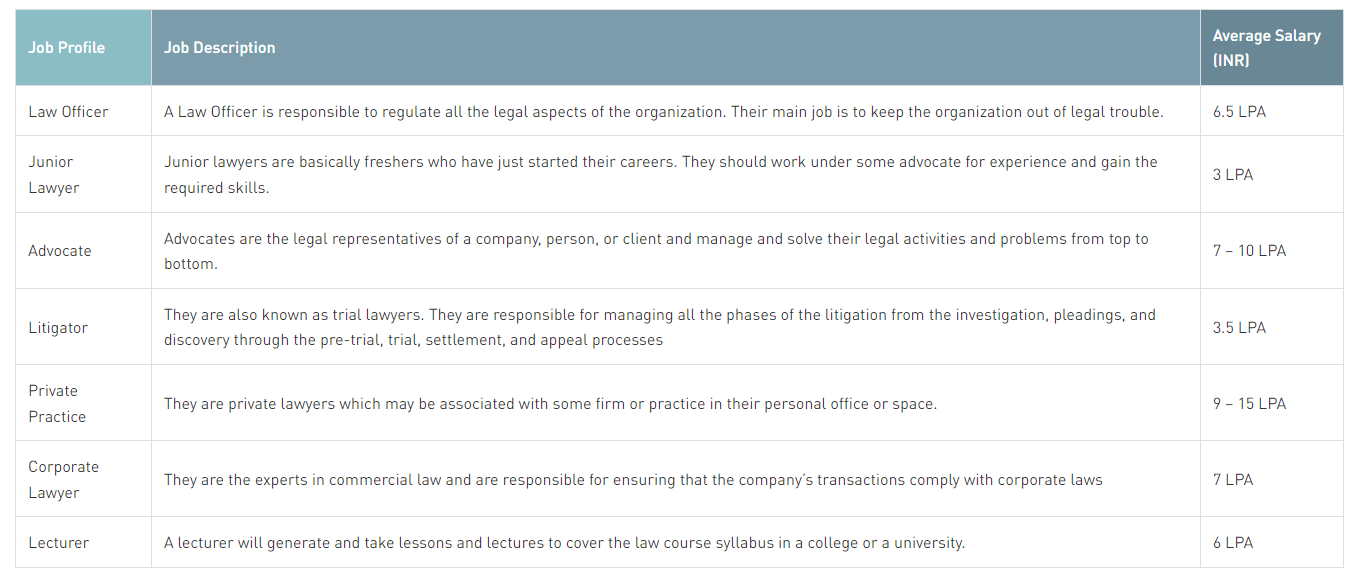 Job Profile
Job Description
Average Salary
(INR)
Law Officer
A Law Officer is responsible to regulate all the legal aspects of the organization. Their main job is to keep the organization out of legal trouble.
6.5 LPA
Junior
Lawyer
Junior lawyers are basically freshers who have just started their careers. They should work under some advocate for experience and gain the
required skills.
3 LPA
Advocate
Advocates are the legal representatives of a company, person, or client and manage and solve their legal activities and problems from top to
bottom.
7 – 10 LPA
Litigator
They are also known as trial lawyers. They are responsible for managing all the phases of the litigation from the investigation, pleadings, and
discovery through the pre-trial, trial, settlement, and appeal processes
3.5 LPA
Private
Practice
They are private lawyers which may be associated with some firm or practice in their personal office or space.
9 – 15 LPA
Corporate
Lawyer
They are the experts in commercial law and are responsible for ensuring that the company’s transactions comply with corporate laws
7 LPA
Lecturer
A lecturer will generate and take lessons and lectures to cover the law course syllabus in a college or a university.
6 LPA